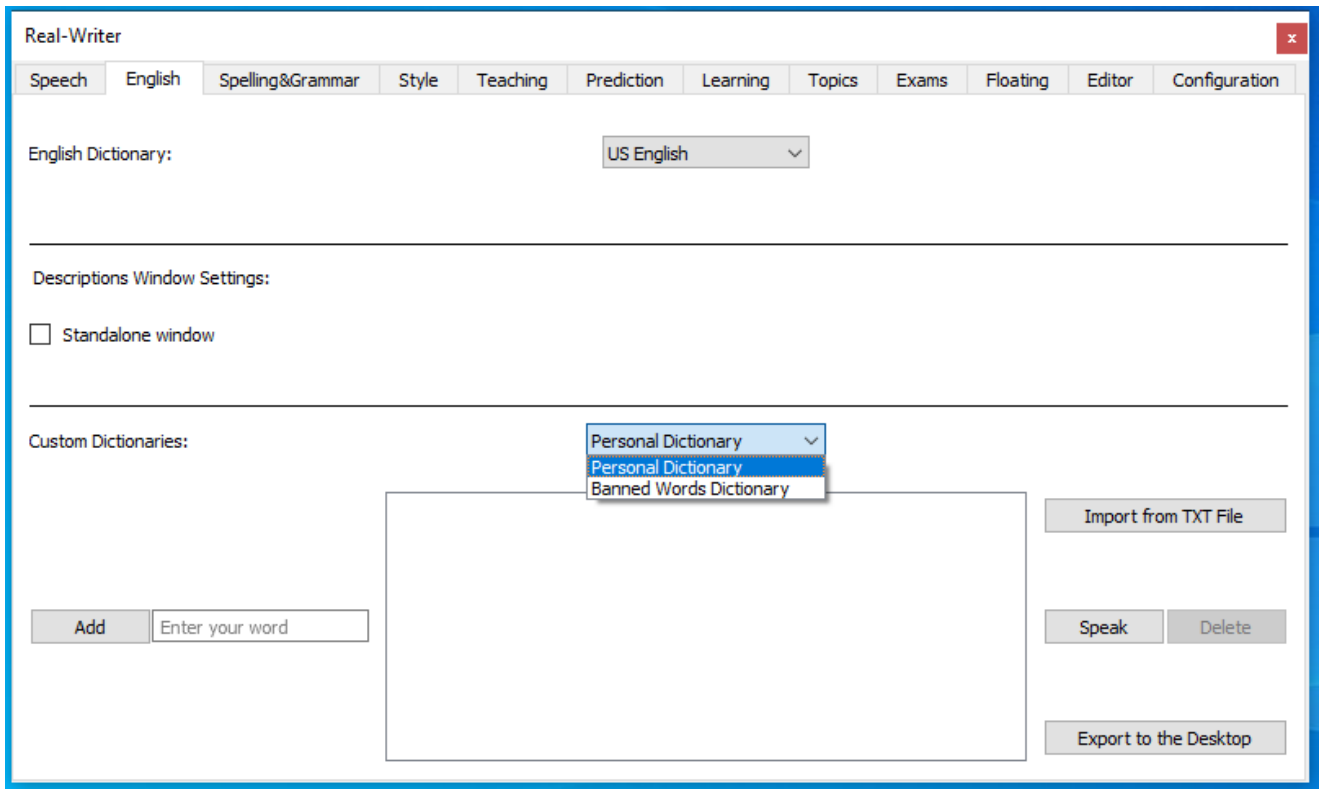 Real-Writer
x
Speech English Spelling&Grammar Style Teaching Prediction Learning Topics Exams Floating Editor Configuration
English Dictionary: US English
Descriptions Window Settings:
Standalone window
Custom Dictionaries: Personal Dictionary
Personal Dictionary
Banned Words Dictionary
Import from TXT File
Add Enter your word Speak Delete
Export to the Desktop